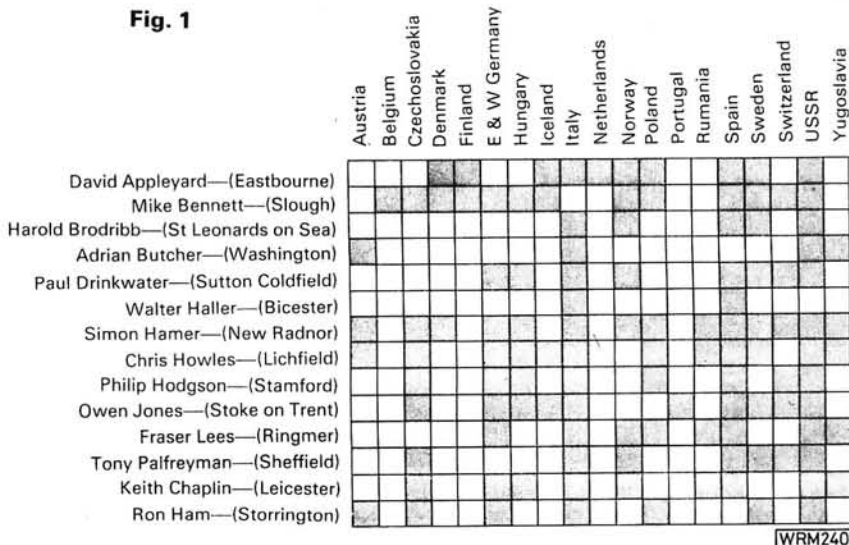 Fig. 1
Austria
Belgium
Czechoslovakia
Denmark
Finland
E & W Germany
Hungary
Iceland
Italy
Netherlands
Norway
Poland
Portugal
Rumania
Spain
Sweden
Switzerland
USSR
Yugoslavia
David Appleyard—(Eastbourne)
Mike Bennett—(Slough)
Harold Brodribb—(St Leonards on Sea)
Adrian Butcher—(Washington)
Paul Drinkwater—(Sutton Coldfield)
Walter Haller—(Bicester)
Simon Hamer—(New Radnor)
Chris Howles—(Lichfield)
Philip Hodgson—(Stamford)
Owen Jones—(Stoke on Trent)
Fraser Lees—(Ringmer)
Tony Palfreyman—(Sheffield)
Keith Chaplin—(Leicester)
Ron Ham—(Storrington)
WRM240